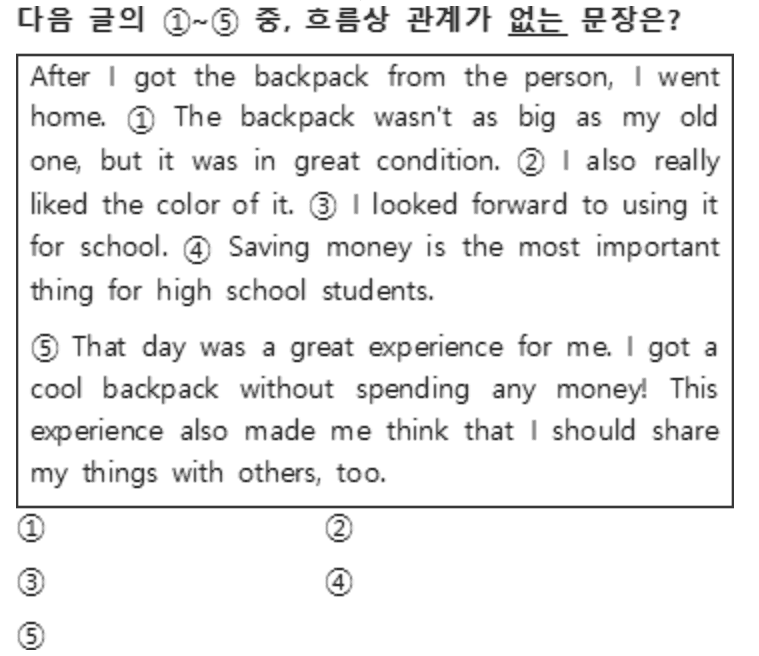 다음 글의 ①~⑤ 중, 흐름상 관계가 없는 문장은?
After I got the backpack from the person, I went
home. ① The backpack wasn't as big as my old
one, but it was in great condition. ② I also really
liked the color of it. ③ I looked forward to using it
for school. ④ Saving money is the most important
thing for high school students.
⑤ That day was a great experience for me. I got a
cool backpack without spending any money! This
experience also made me think that I should share
my things with others, too.
① ②
③ ④
⑤